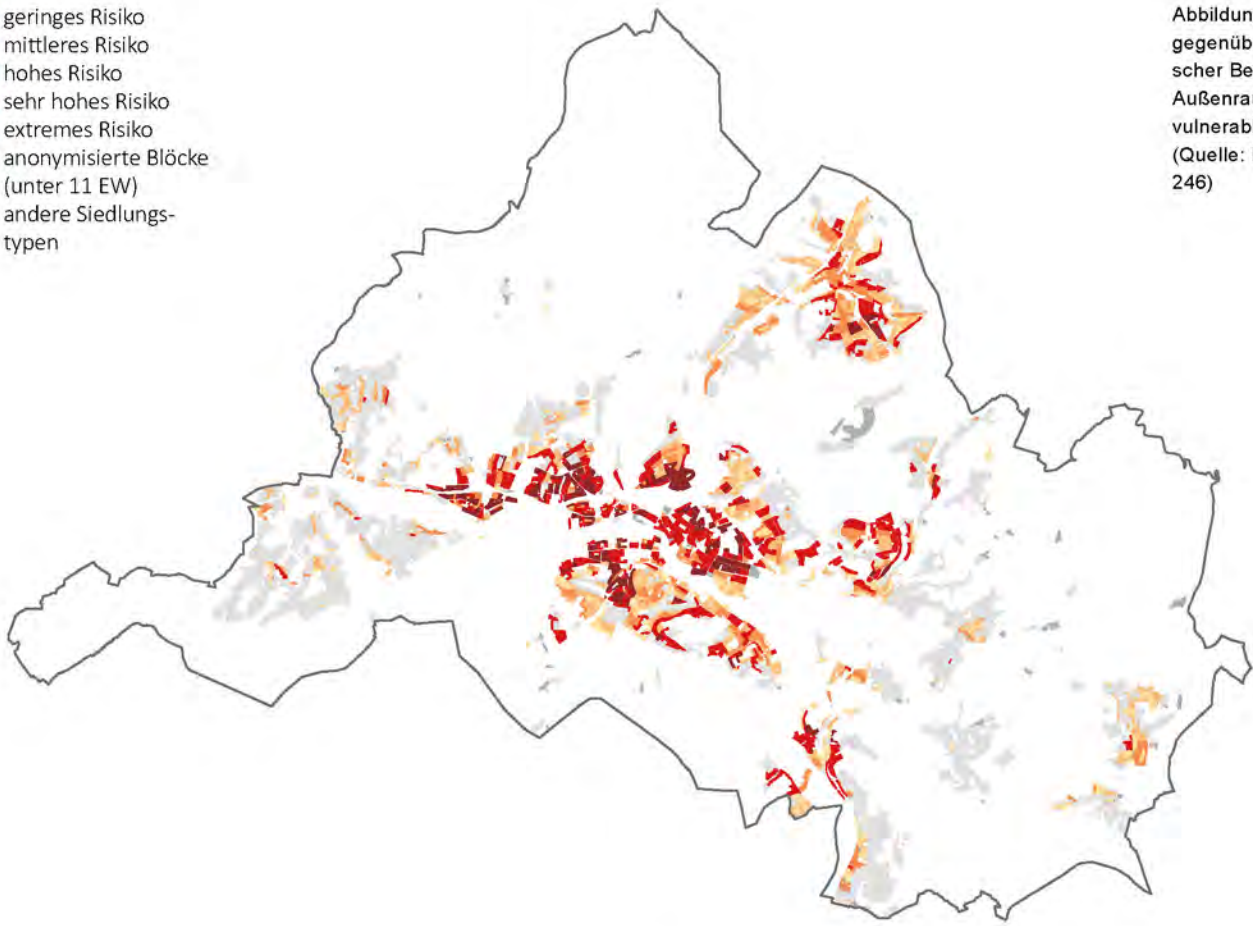 geringes Risiko
mittleres Risiko
hohes Risiko
sehr hohes Risiko
extremes Risiko
anonymisierte Blöcke
(unter 11 EW)
andere Siedlungs-
typen
Abbildun
gegenüb
scher Be
Außenra
vulnerab
(Quelle:
246)